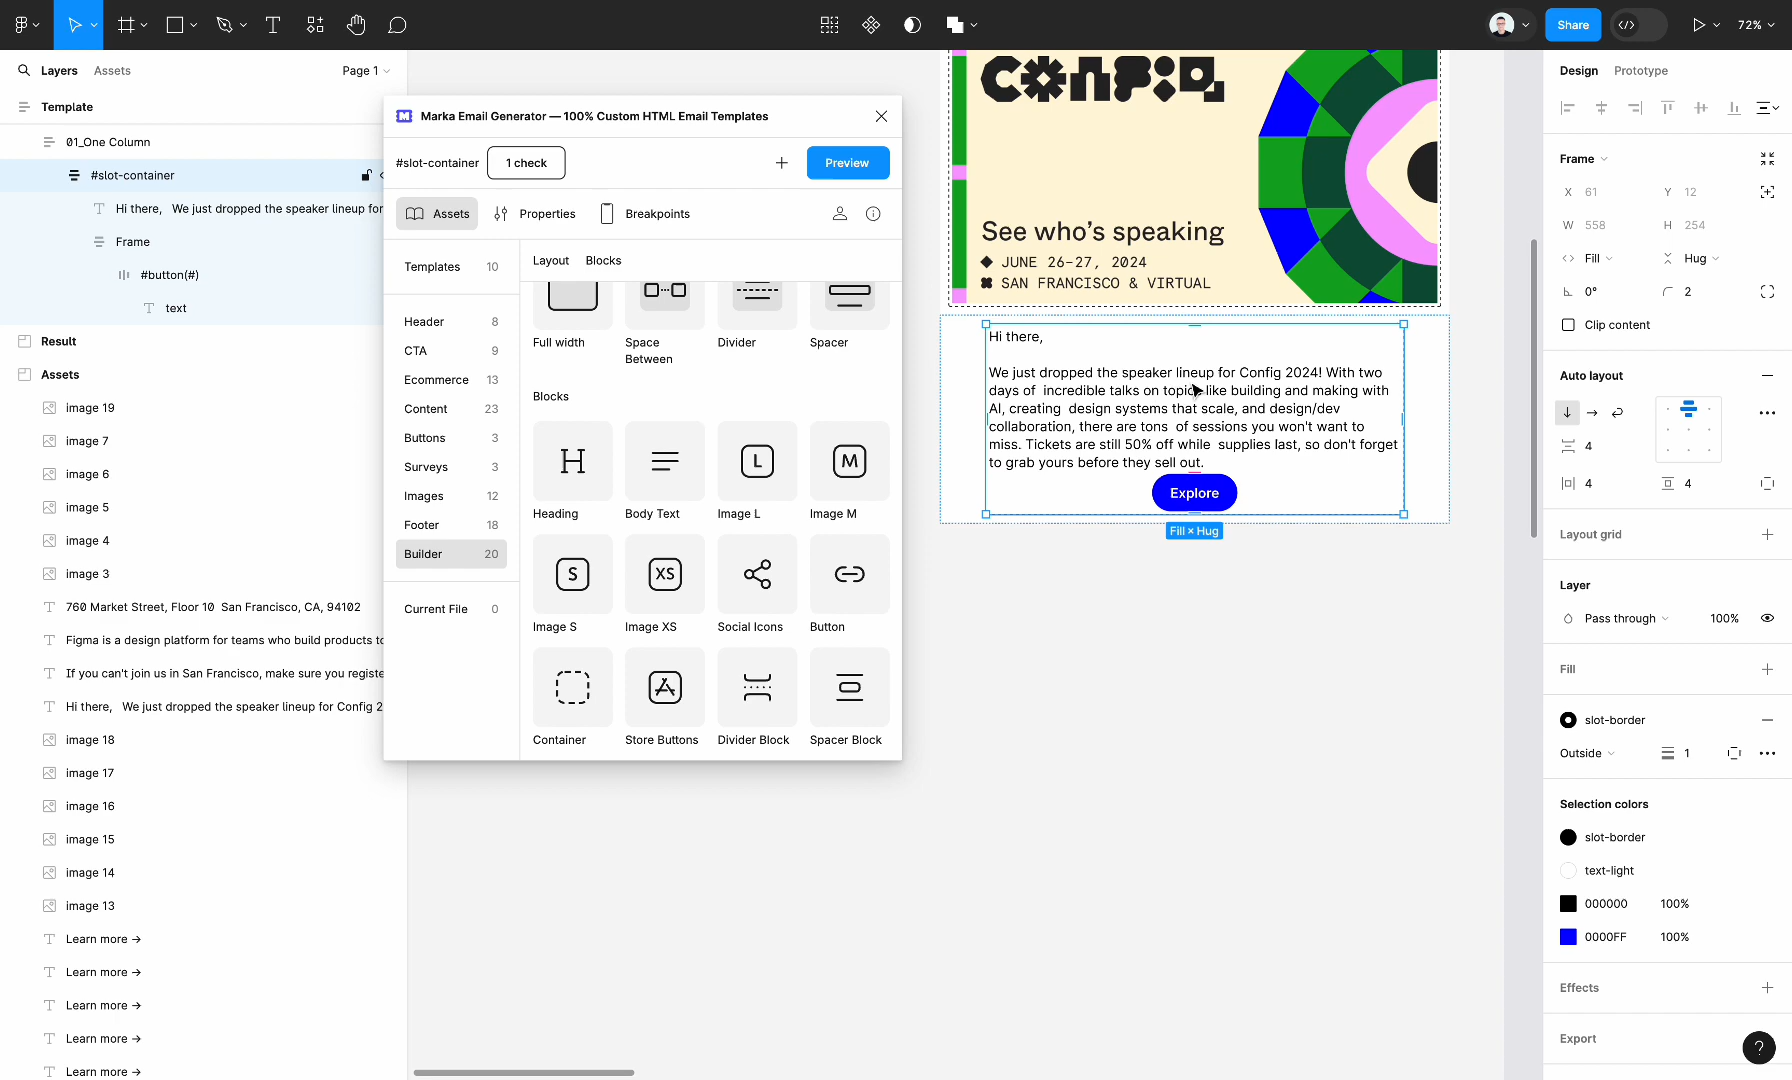 Share
72%
Layers
Assets
Page 1
Template
01_One Column
#slot-container
Hi there,   We just dropped the speaker lineup for
Frame
#button(#)
text
Result
Assets
image 19
image 7
image 6
image 5
image 4
image 3
760 Market Street, Floor 10  San Francisco, CA, 94102
Figma is a design platform for teams who build products to
If you can't join us in San Francisco, make sure you registe
Hi there,   We just dropped the speaker lineup for Config 2
image 18
image 17
image 16
image 15
image 14
image 13
Learn more →
Learn more →
Learn more →
Learn more →
Learn more →
Marka Email Generator — 100% Custom HTML Email Templates
#slot-container
1 check
Preview
Assets
Properties
Breakpoints
Templates 10
Header 8
CTA 9
Ecommerce 13
Content 23
Buttons 3
Surveys 3
Images 12
Footer 18
Builder 20
Current File 0
Layout
Blocks
Full width
Space
Between
Divider
Spacer
Blocks
H
L
M
Heading
Body Text
Image L
Image M
S
XS
Image S
Image XS
Social Icons
Button
Container
Store Buttons
Divider Block
Spacer Block
CONFIG
See who's speaking
JUNE 26-27, 2024
SAN FRANCISCO & VIRTUAL
Hi there,
We just dropped the speaker lineup for Config 2024! With two
days of  incredible talks on topics like building and making with
AI, creating  design systems that scale, and design/dev
collaboration, there are tons  of sessions you won't want to
miss. Tickets are still 50% off while  supplies last, so don't forget
to grab yours before they sell out.
Explore
Fill × Hug
Design
Prototype
Frame
X 61
Y 12
W 558
H 254
Fill
Hug
0°
2
Clip content
Auto layout
4
4
4
Layout grid
Layer
Pass through
100%
Fill
slot-border
Outside
1
Selection colors
slot-border
text-light
000000 100%
0000FF 100%
Effects
Export
?